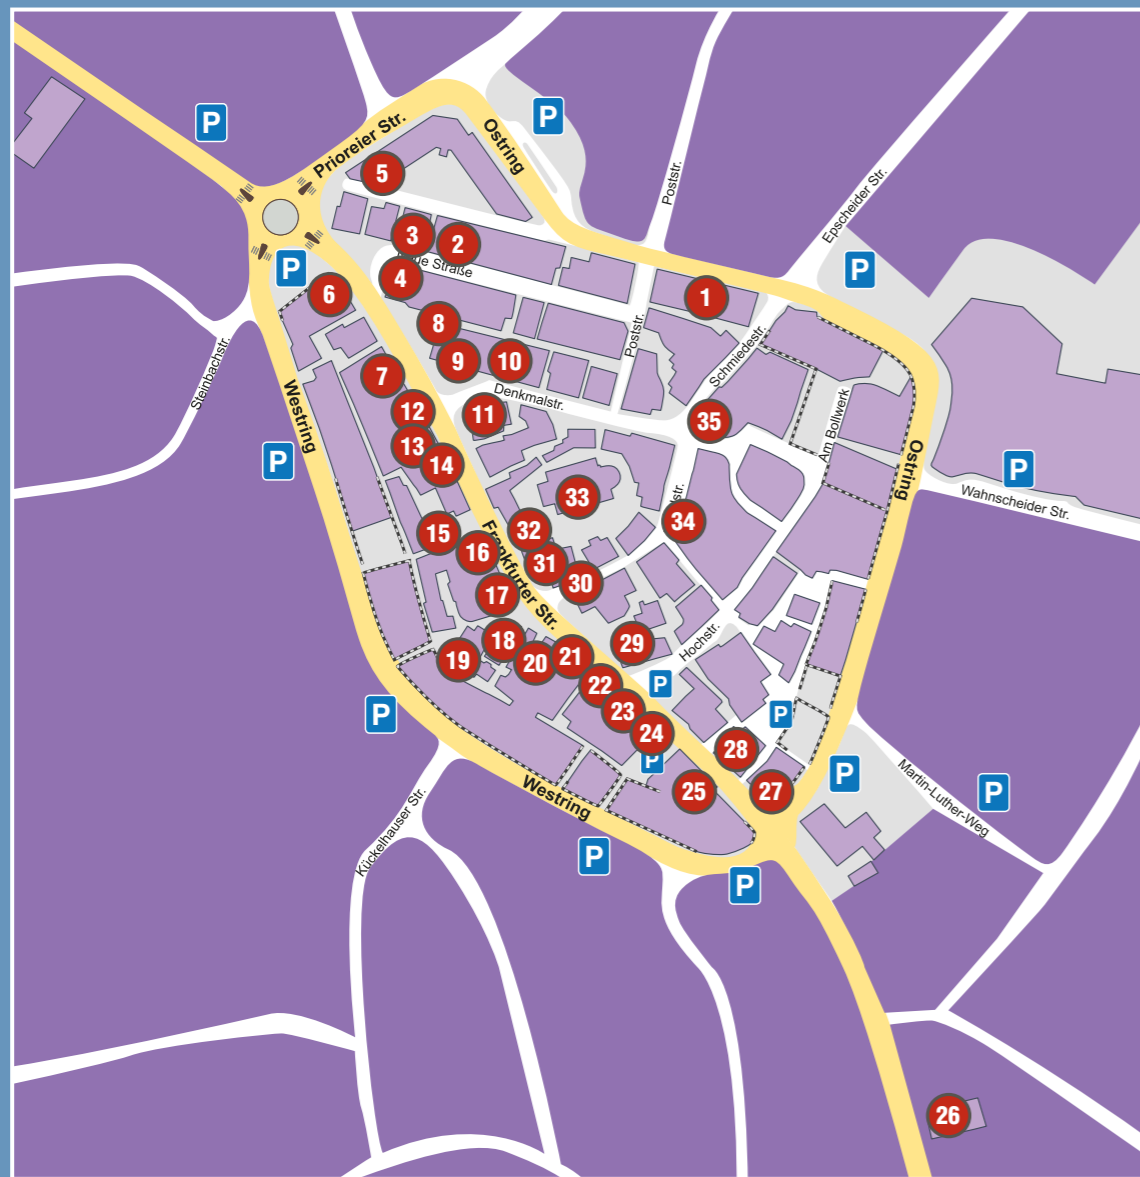 P
P
Prioreier Str.
Ostring
5
Poststr.
Epscheider Str.
3
2
Straße
4
P
P
6
1
8
Poststr.
Schmiedestr.
Steinbachstr.
9
10
7
Denkmalstr.
12
11
35
Westring
Am Bollwerk
13
14
P
P
Ostring
Wahnscheider Str.
33
34
15
32
16
31
30
Frankfurter Str.
17
18
29
Hochstr.
19
20
21
22
P
23
P
P
24
28
P
25
27
P
P
Westring
Martin-Luther-Weg
Kückelhauser Str.
P
P
26